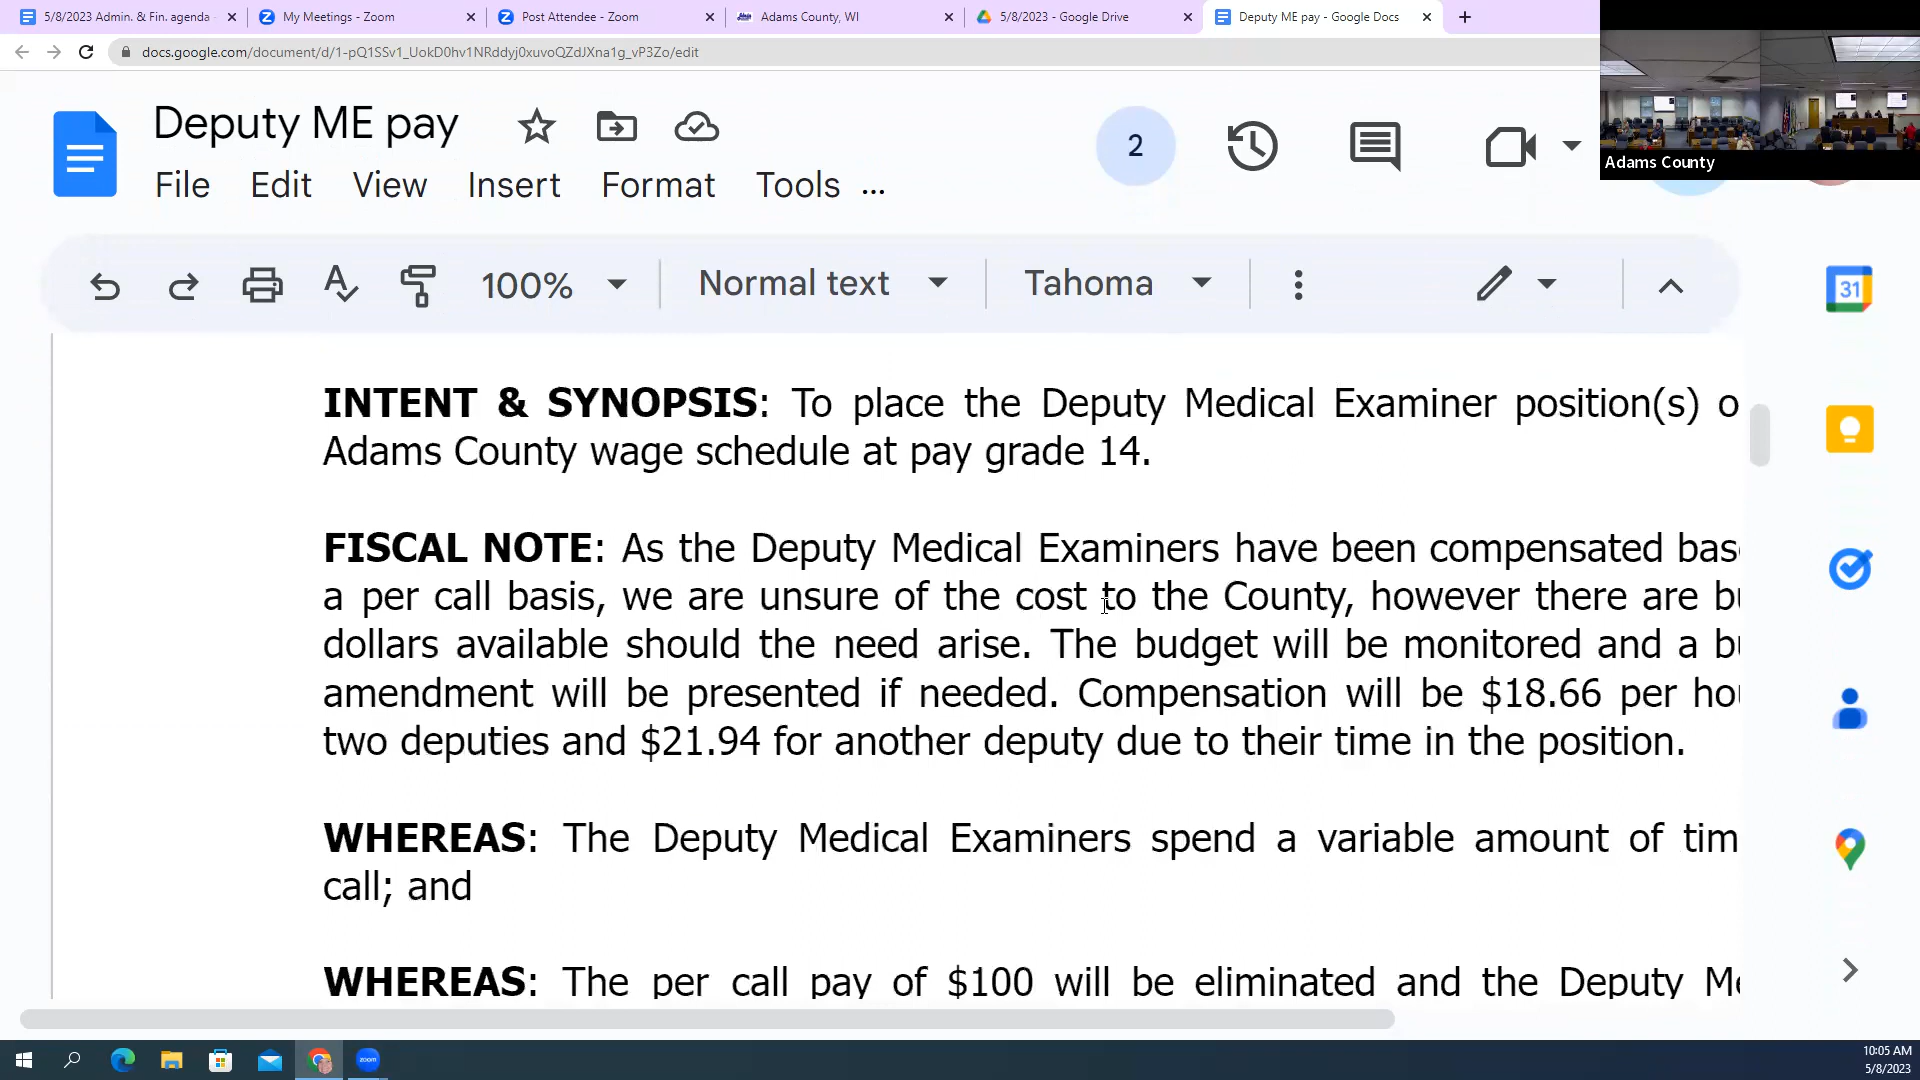 5/8/2023 Admin. & Fin. agenda
My Meetings - Zoom
Post Attendee - Zoom
Adams County, WI
5/8/2023 - Google Drive
Deputy ME pay - Google Docs
docs.google.com/document/d/1-pQ1SSv1_UokD0hv1NRddyj0xuvoQZdJXna1g_vP3Zo/edit
Deputy ME pay
2
Adams County
File Edit View Insert Format Tools ...
100% Normal text Tahoma
31
INTENT & SYNOPSIS: To place the Deputy Medical Examiner position(s) o
Adams County wage schedule at pay grade 14.
FISCAL NOTE: As the Deputy Medical Examiners have been compensated bas
a per call basis, we are unsure of the cost to the County, however there are bu
dollars available should the need arise. The budget will be monitored and a bu
amendment will be presented if needed. Compensation will be $18.66 per hou
two deputies and $21.94 for another deputy due to their time in the position.
WHEREAS: The Deputy Medical Examiners spend a variable amount of tim
call; and
WHEREAS: The per call pay of $100 will be eliminated and the Deputy Me
zoom
10:05 AM
5/8/2023